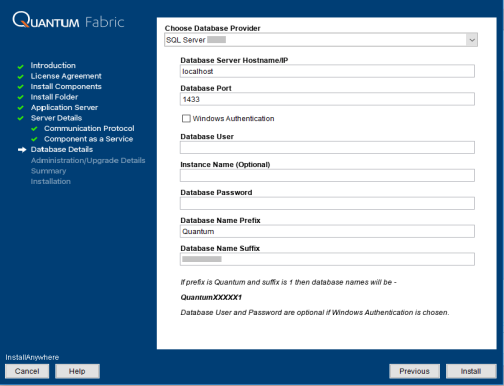 QUANTUM Fabric
Introduction
License Agreement
Install Components
Install Folder
Application Server
Server Details
Communication Protocol
Component as a Service
Database Details
Administration/Upgrade Details
Summary
Installation
Choose Database Provider
SQL Server
Database Server Hostname/IP
localhost
Database Port
1433
Windows Authentication
Database User
Instance Name (Optional)
Database Password
Database Name Prefix
Quantum
Database Name Suffix
If prefix is Quantum and suffix is 1 then database names will be -
QuantumXXXXX1
Database User and Password are optional if Windows Authentication is chosen.
InstallAnywhere
Cancel Help Previous Install